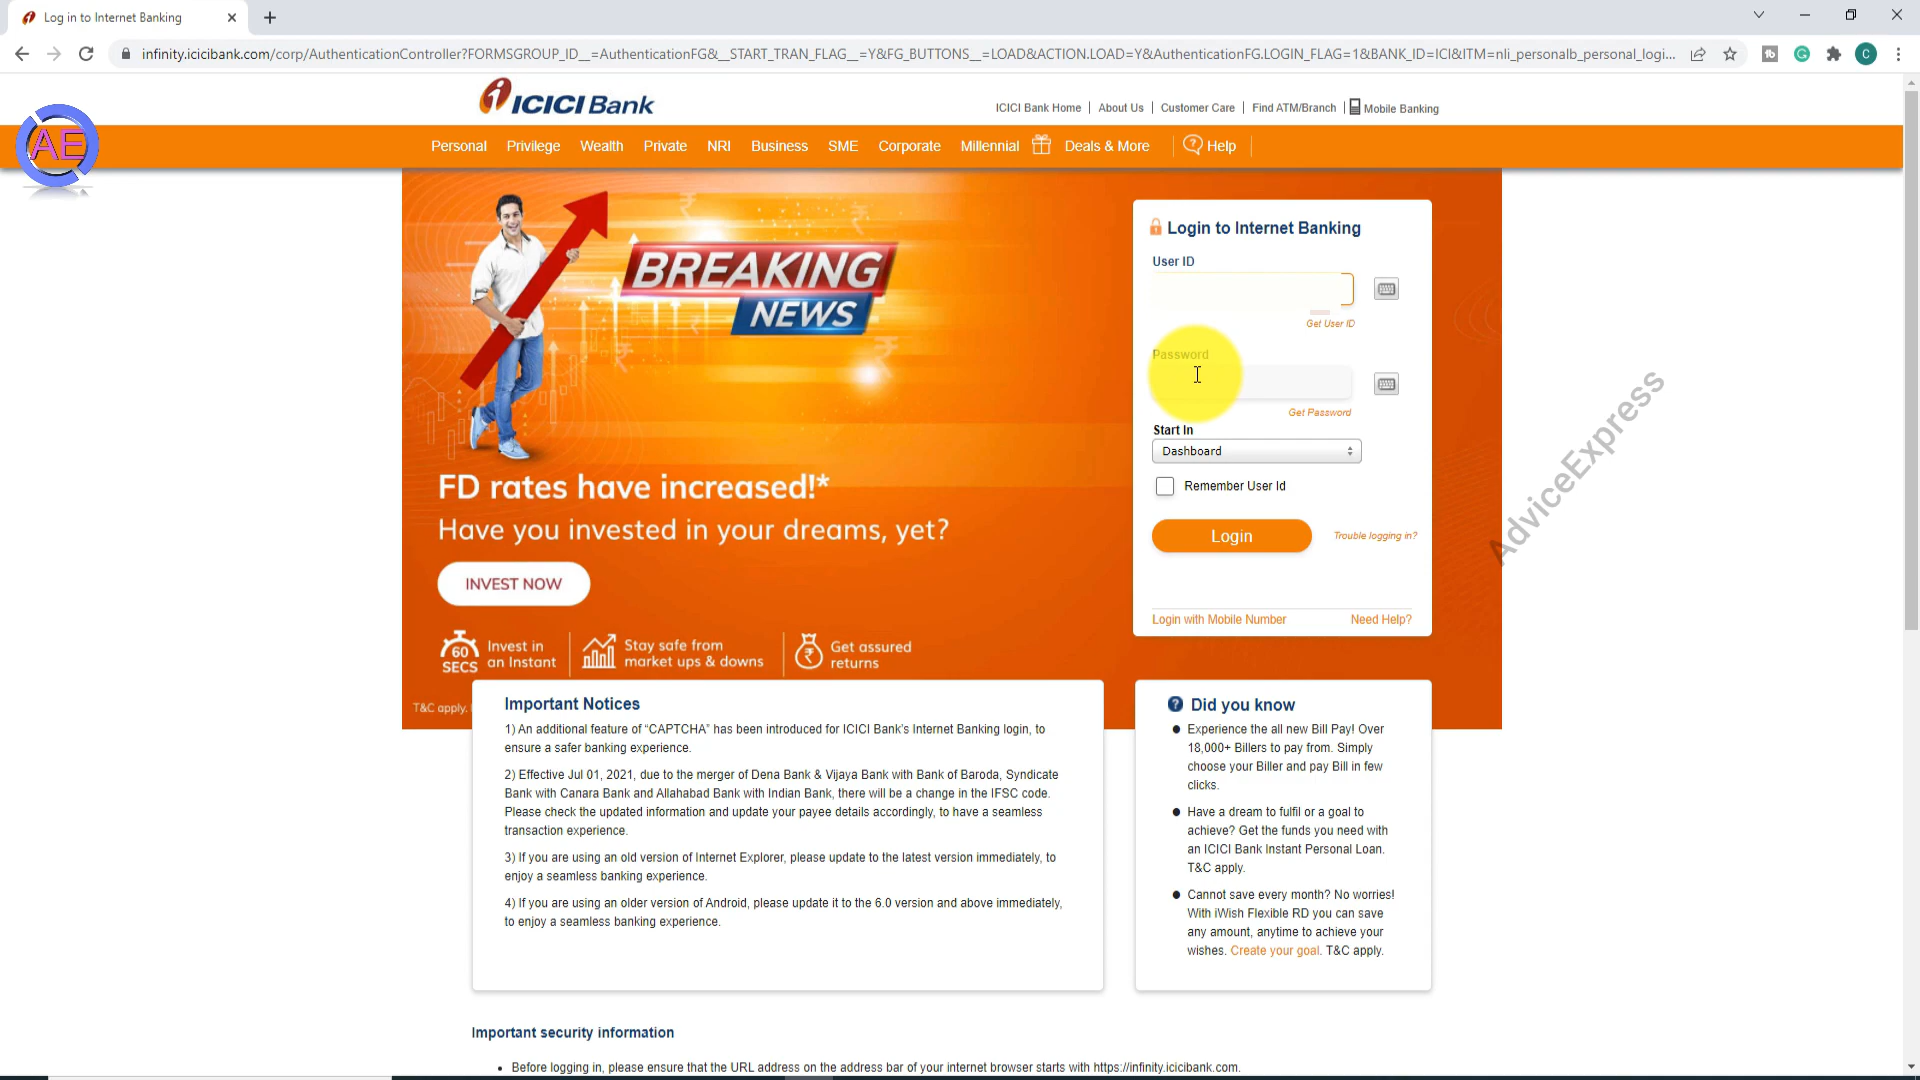 Log in to Internet Banking
infinity.icicibank.com/corp/AuthenticationController?FORMSGROUP_ID__=AuthenticationFG&__START_TRAN_FLAG__=Y&FG_BUTTONS__=LOAD&ACTION.LOAD=Y&AuthenticationFG.LOGIN_FLAG=1&BANK_ID=ICI&ITM=nli_personalb_personal_logi...
C
ICICI Bank
ICICI Bank Home | About Us | Customer Care | Find ATM/Branch | Mobile Banking
AE
Personal Privilege Wealth Private NRI Business SME Corporate Millennial Deals & More Help
BREAKING
NEWS
FD rates have increased!*
Have you invested in your dreams, yet?
INVEST NOW
60 SECS
Invest in
an Instant
Stay safe from
market ups & downs
Get assured
returns
T&C apply.
Login to Internet Banking
User ID
Get User ID
Password
Get Password
Start In
Dashboard
Remember User Id
Login
Trouble logging in?
Login with Mobile Number
Need Help?
AdviceExpress
Important Notices
1) An additional feature of “CAPTCHA” has been introduced for ICICI Bank's Internet Banking login, to
ensure a safer banking experience.
2) Effective Jul 01, 2021, due to the merger of Dena Bank & Vijaya Bank with Bank of Baroda, Syndicate
Bank with Canara Bank and Allahabad Bank with Indian Bank, there will be a change in the IFSC code.
Please check the updated information and update your payee details accordingly, to have a seamless
transaction experience.
3) If you are using an old version of Internet Explorer, please update to the latest version immediately, to
enjoy a seamless banking experience.
4) If you are using an older version of Android, please update it to the 6.0 version and above immediately,
to enjoy a seamless banking experience.
? Did you know
Experience the all new Bill Pay! Over
18,000+ Billers to pay from. Simply
choose your Biller and pay Bill in few
clicks.
Have a dream to fulfil or a goal to
achieve? Get the funds you need with
an ICICI Bank Instant Personal Loan.
T&C apply.
Cannot save every month? No worries!
With iWish Flexible RD you can save
any amount, anytime to achieve your
wishes. Create your goal. T&C apply.
Important security information
• Before logging in, please ensure that the URL address on the address bar of your internet browser starts with https://infinity.icicibank.com.